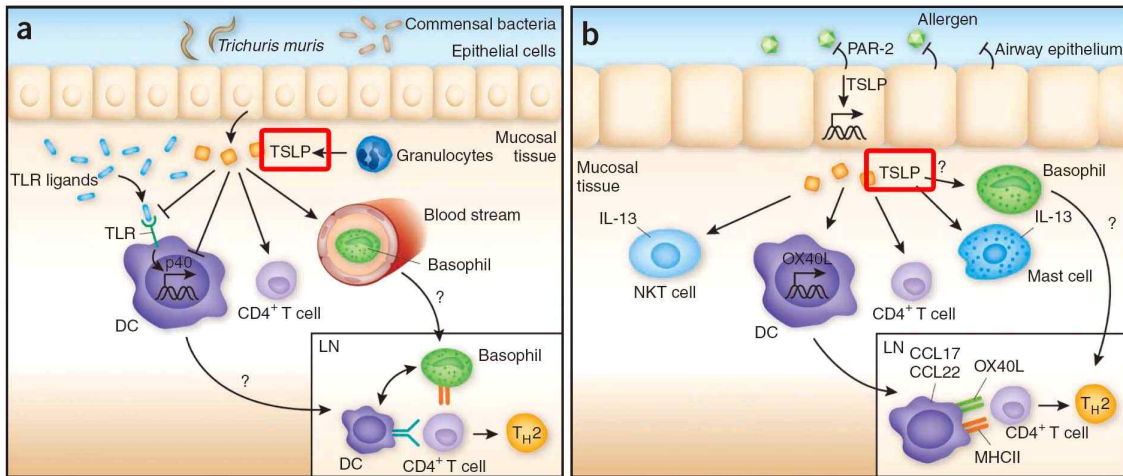 a
Trichuris muris
Commensal bacteria
Epithelial cells
TSLP
Granulocytes
Mucosal
tissue
TLR ligands
TLR
p40
DC
CD4+ T cell
Blood stream
Basophil
?
?
LN
Basophil
DC
CD4+ T cell
TH2
b
Allergen
PAR-2
Airway epithelium
TSLP
Mucosal
tissue
TSLP
?
Basophil
IL-13
IL-13
NKT cell
OX40L
DC
CD4+ T cell
Mast cell
?
LN
CCL17
CCL22
OX40L
CD4+ T cell
TH2
MHCII